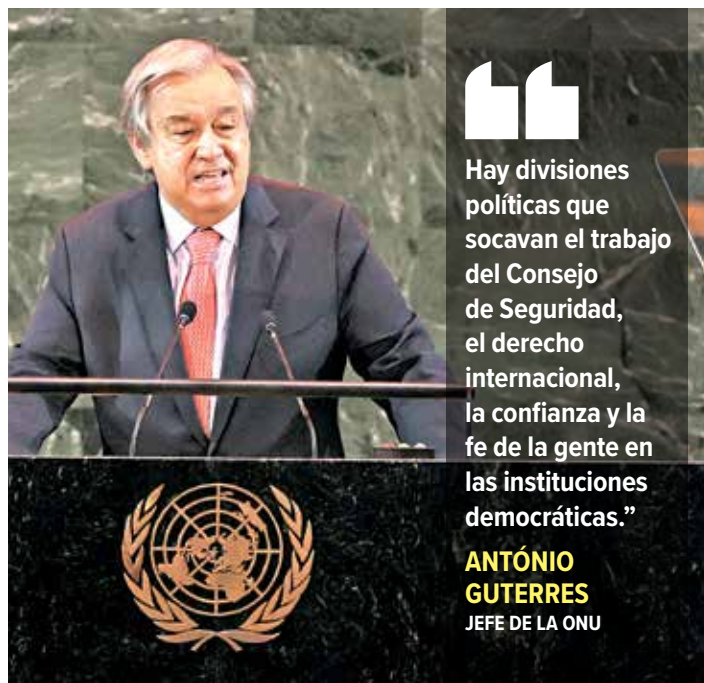 Hay divisiones
políticas que
socavan el trabajo
del Consejo
de Seguridad,
el derecho
internacional,
la confianza y la
fe de la gente en
las instituciones
democráticas.”
ANTÓNIO
GUTERRES
JEFE DE LA ONU